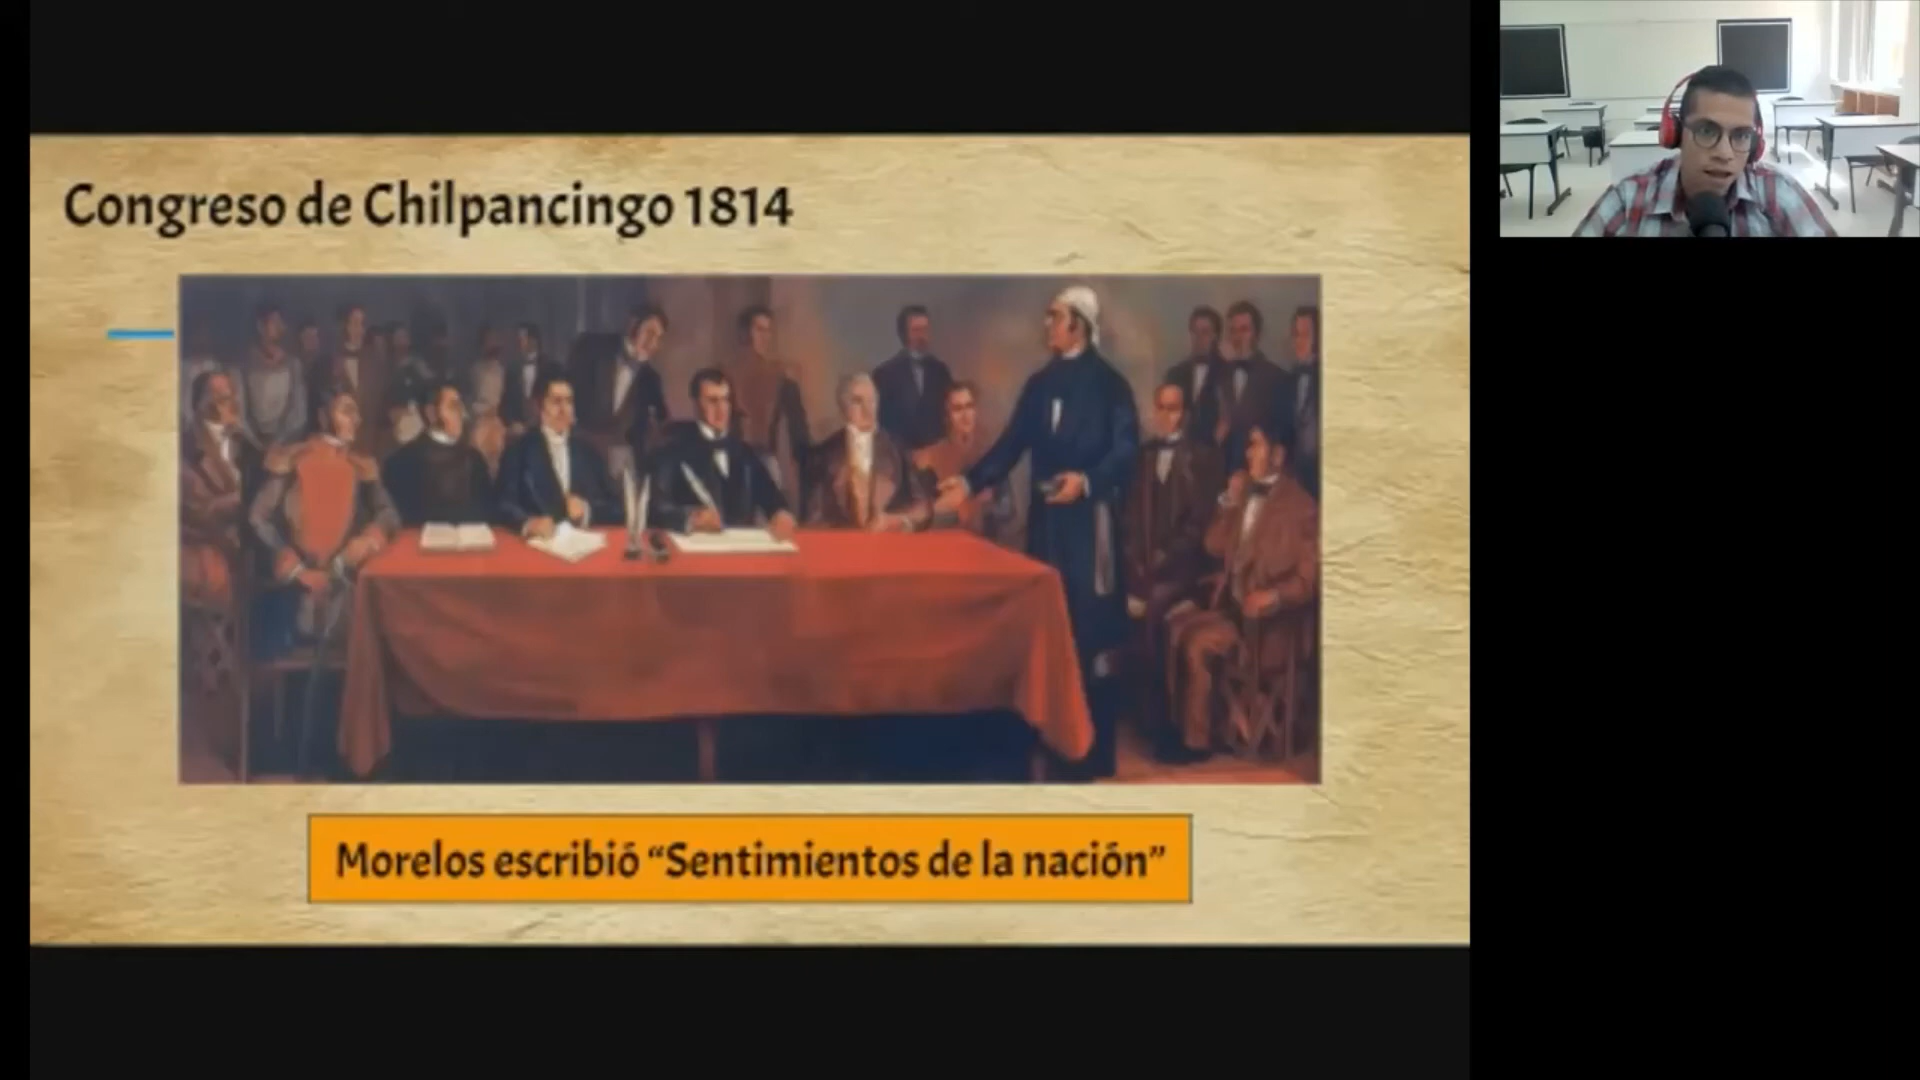 Congreso de Chilpancingo 1814
Morelos escribió “Sentimientos de la nación”